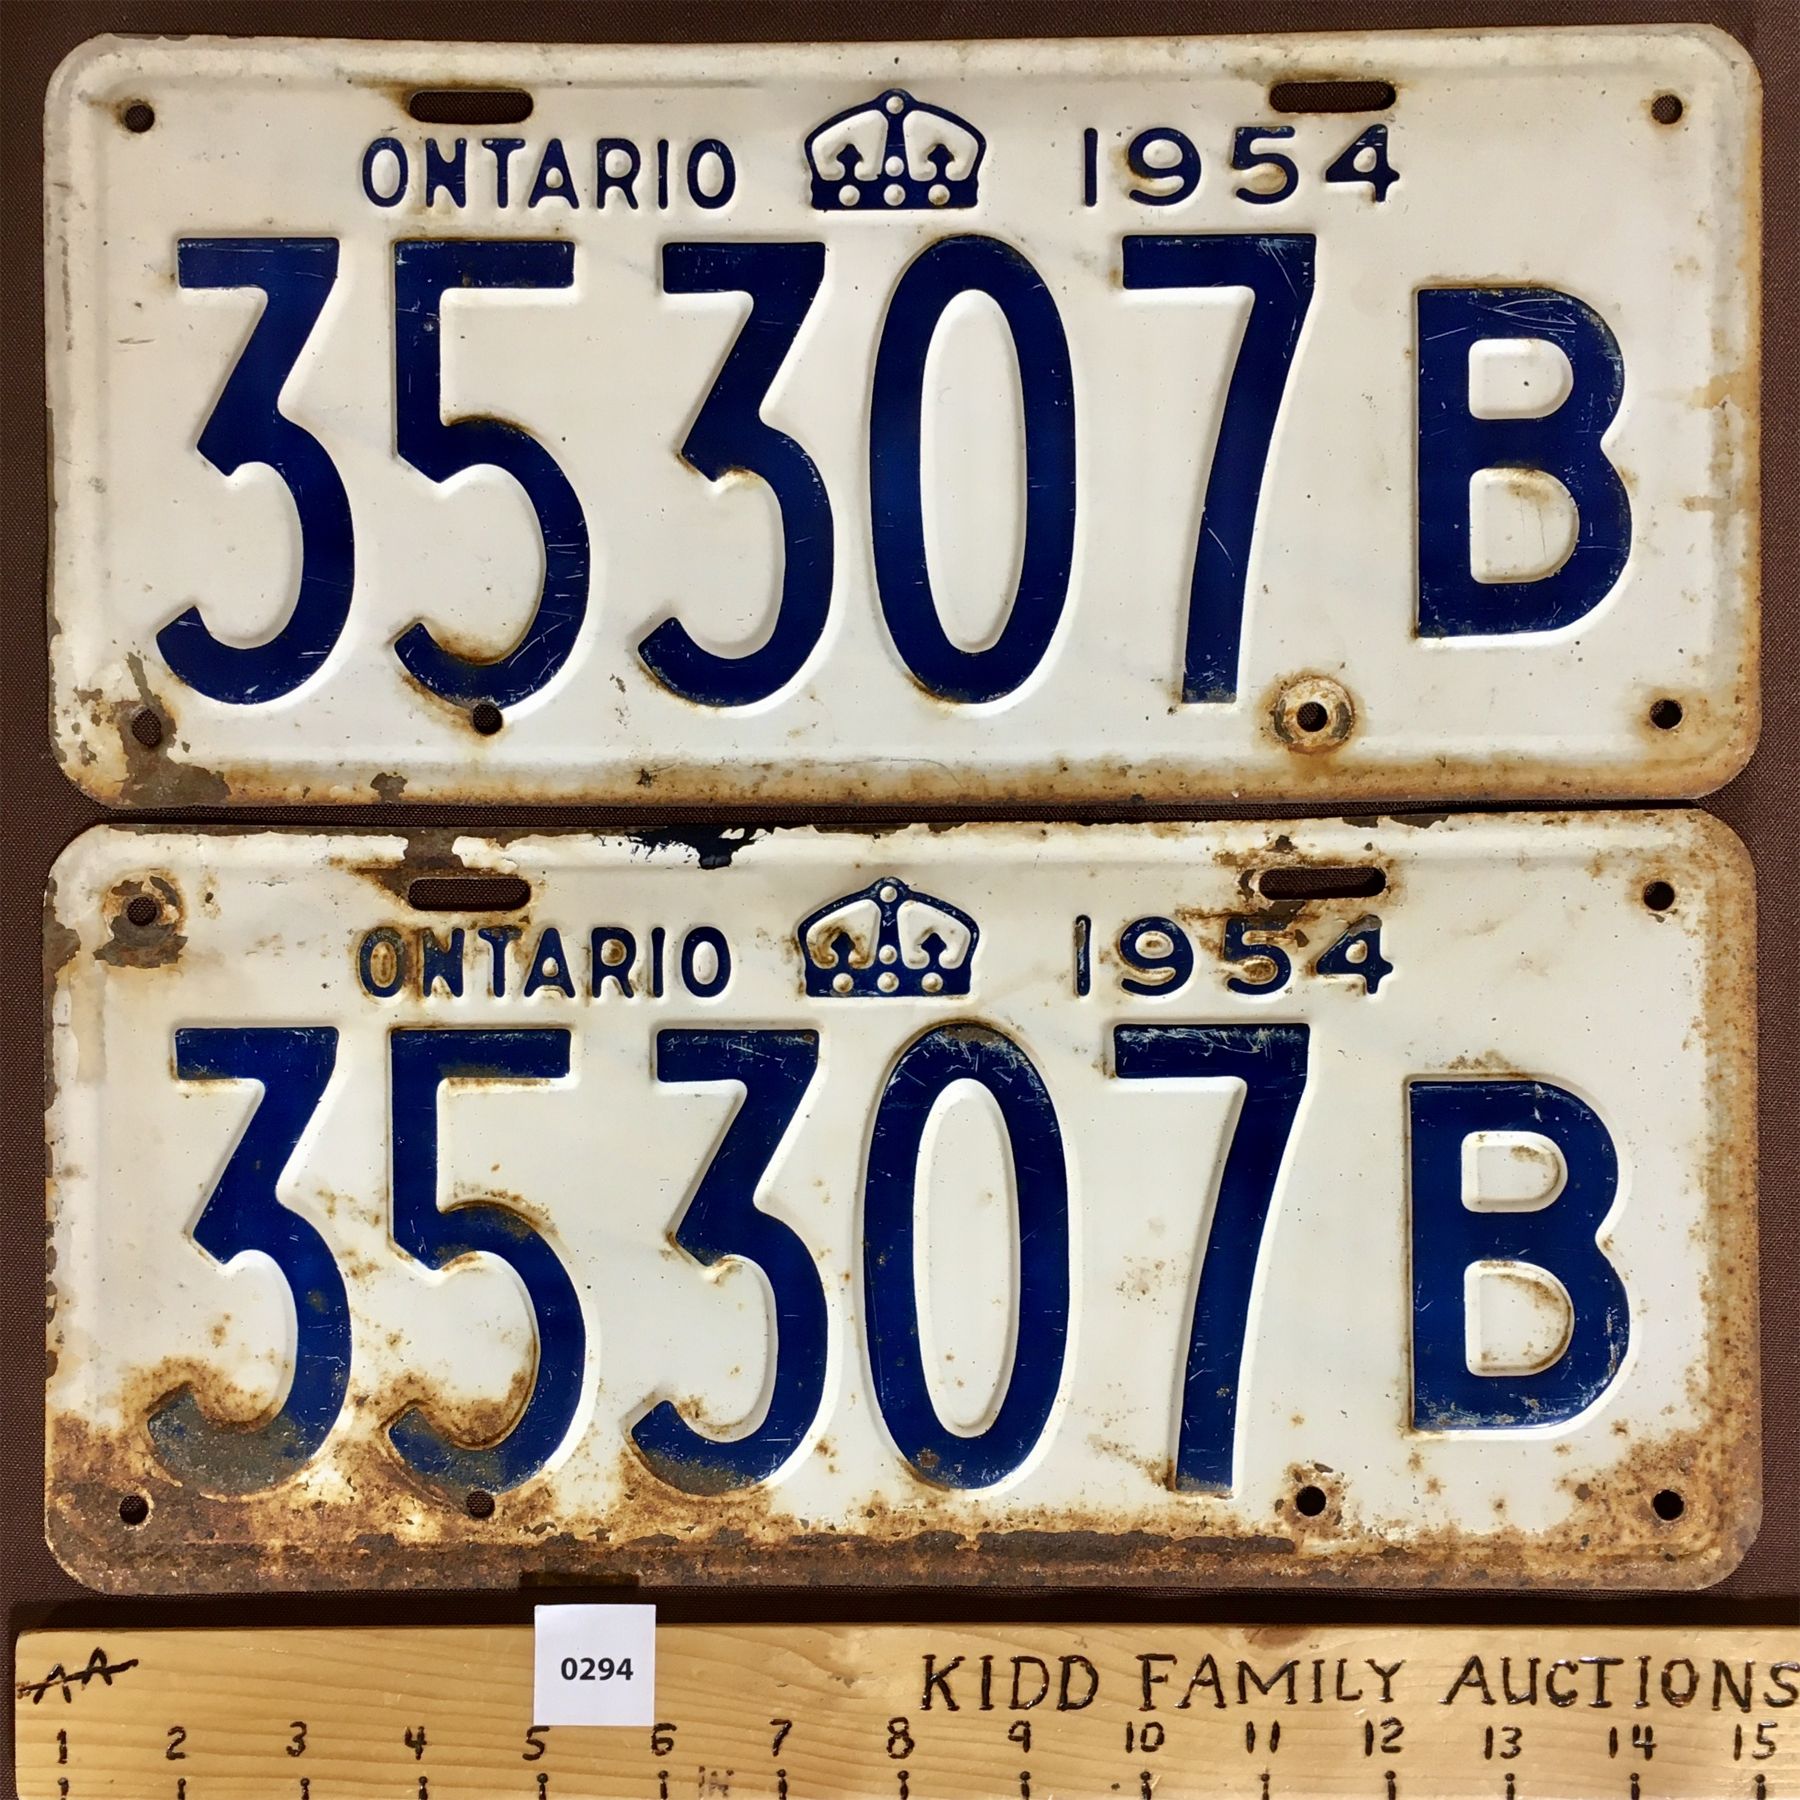 ONTARIO 1954
35307B
ONTARIO 1954
35307B
0294
AA KIDD FAMILY AUCTIONS
1 2 3 4 5 6 7 8 9 10 11 12 13 14 15
IN